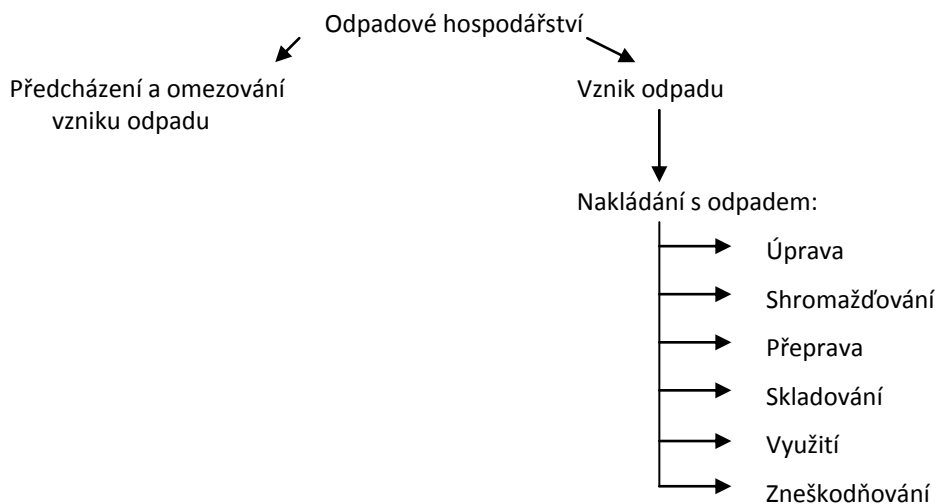 Odpadové hospodářství
Předcházení a omezování
vzniku odpadu
Vznik odpadu
Nakládání s odpadem:
Úprava
Shromažďování
Přeprava
Skladování
Využití
Zneškodňování